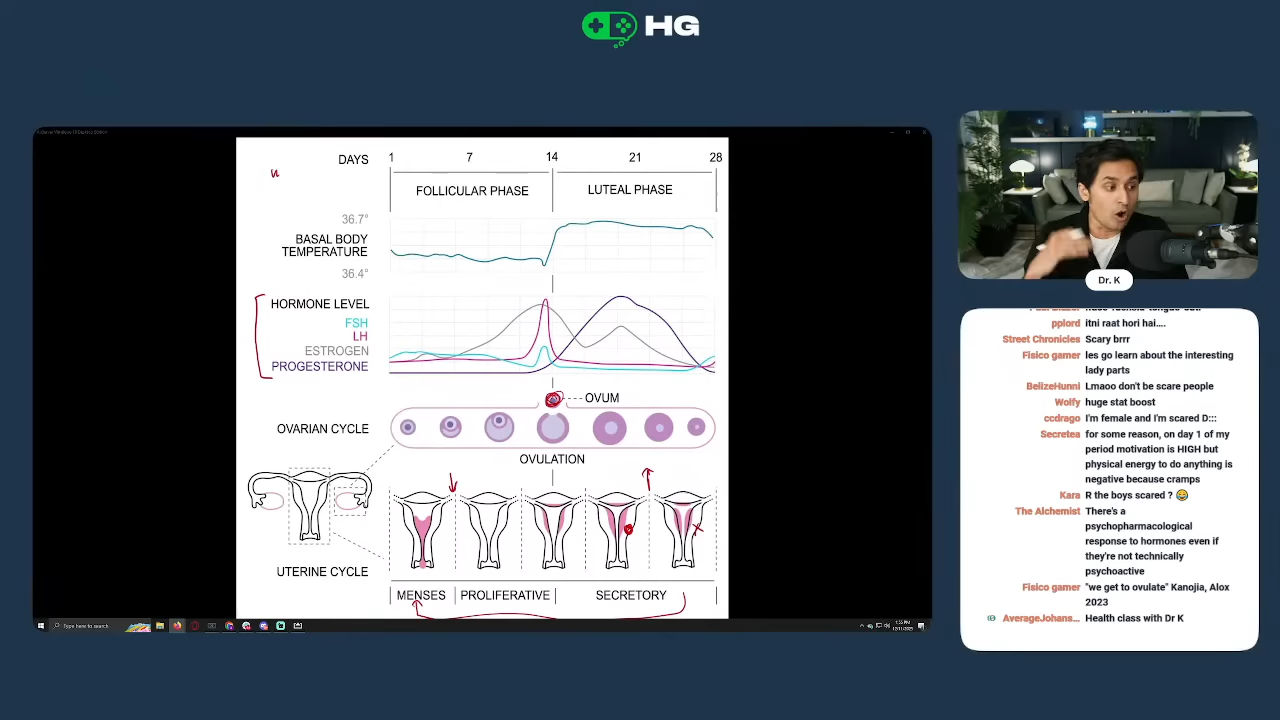 HG
DAYS 1 7 14 21 28
FOLLICULAR PHASE LUTEAL PHASE
36.7°
BASAL BODY
TEMPERATURE
36.4°
HORMONE LEVEL
FSH
LH
ESTROGEN
PROGESTERONE
OVUM
OVARIAN CYCLE
OVULATION
UTERINE CYCLE
MENSES PROLIFERATIVE SECRETORY
Type here to search
Dr. K
pplord itni raat hori hai....
Street Chronicles Scary brrr
Fisico gamer les go learn about the interesting
lady parts
BelizeHunni Lmaoo don't be scare people
Wolfy huge stat boost
ccdrago I'm female and I'm scared D:::
Secretea for some reason, on day 1 of my
period motivation is HIGH but
physical energy to do anything is
negative because cramps
Kara R the boys scared ? 😂
The Alchemist There's a
psychopharmacological
response to hormones even if
they're not technically
psychoactive
Fisico gamer "we get to ovulate" Kanojia, Alox
2023
AverageJohans... Health class with Dr K